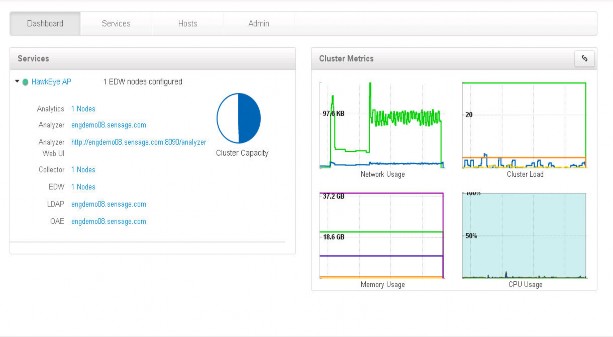 Dashboard
Services
Hosts
Admin
Services
HawkEye AP
1 EDW nodes configured
Analytics 1 Nodes
Analyzer engdemo08.sensage.com
Analyzer Web UI http://engdemo08.sensage.com:8090/analyzer
Collector 1 Nodes
EDW 1 Nodes
LDAP engdemo08.sensage.com
OAE engdemo08.sensage.com
Cluster Capacity
Cluster Metrics
97.6 KB
Network Usage
20
Cluster Load
37.2 GB
18.6 GB
Memory Usage
100%
50%
CPU Usage